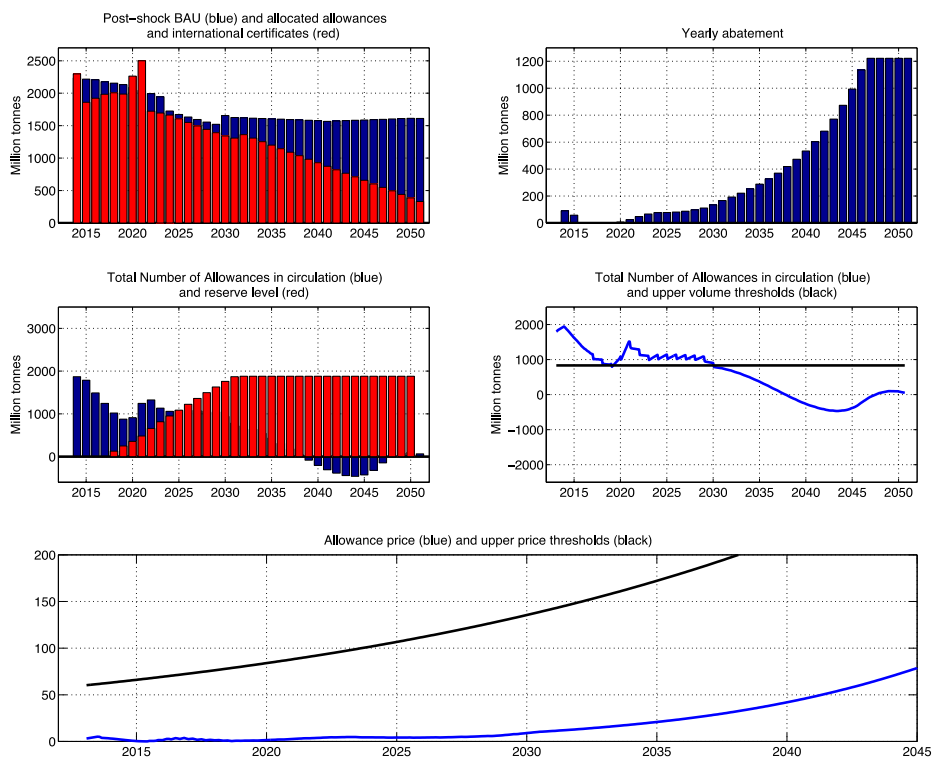 Post−shock BAU (blue) and allocated allowances
and international certificates (red)
Million tonnes
2500
2000
1500
1000
500
0
2015 2020 2025 2030 2035 2040 2045 2050
Yearly abatement
Million tonnes
1200
1000
800
600
400
200
0
2015 2020 2025 2030 2035 2040 2045 2050
Total Number of Allowances in circulation (blue)
and reserve level (red)
Million tonnes
3000
2000
1000
0
2015 2020 2025 2030 2035 2040 2045 2050
Total Number of Allowances in circulation (blue)
and upper volume thresholds (black)
Million tonnes
2000
1000
0
−1000
−2000
2015 2020 2025 2030 2035 2040 2045 2050
Allowance price (blue) and upper price thresholds (black)
200
150
100
50
0
2015 2020 2025 2030 2035 2040 2045